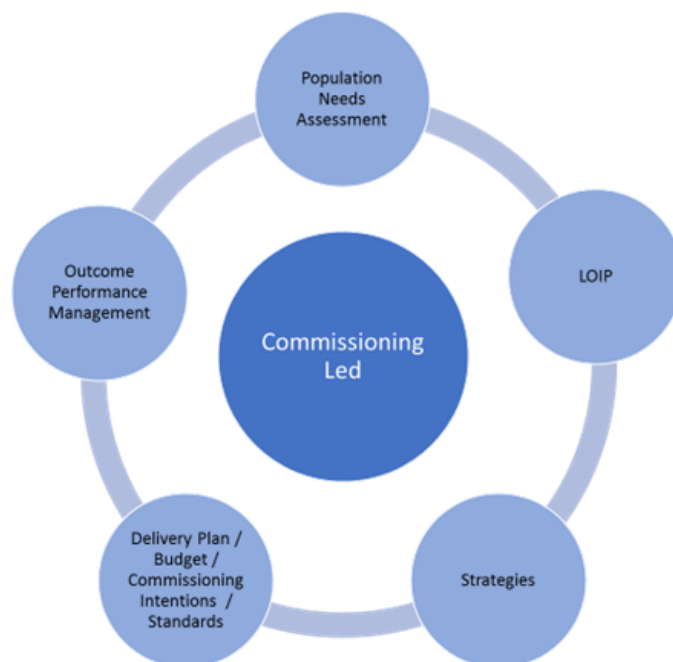 Population
Needs
Assessment
LOIP
Outcome
Performance
Management
Commissioning
Led
Delivery Plan /
Budget /
Commissioning
Intentions /
Standards
Strategies